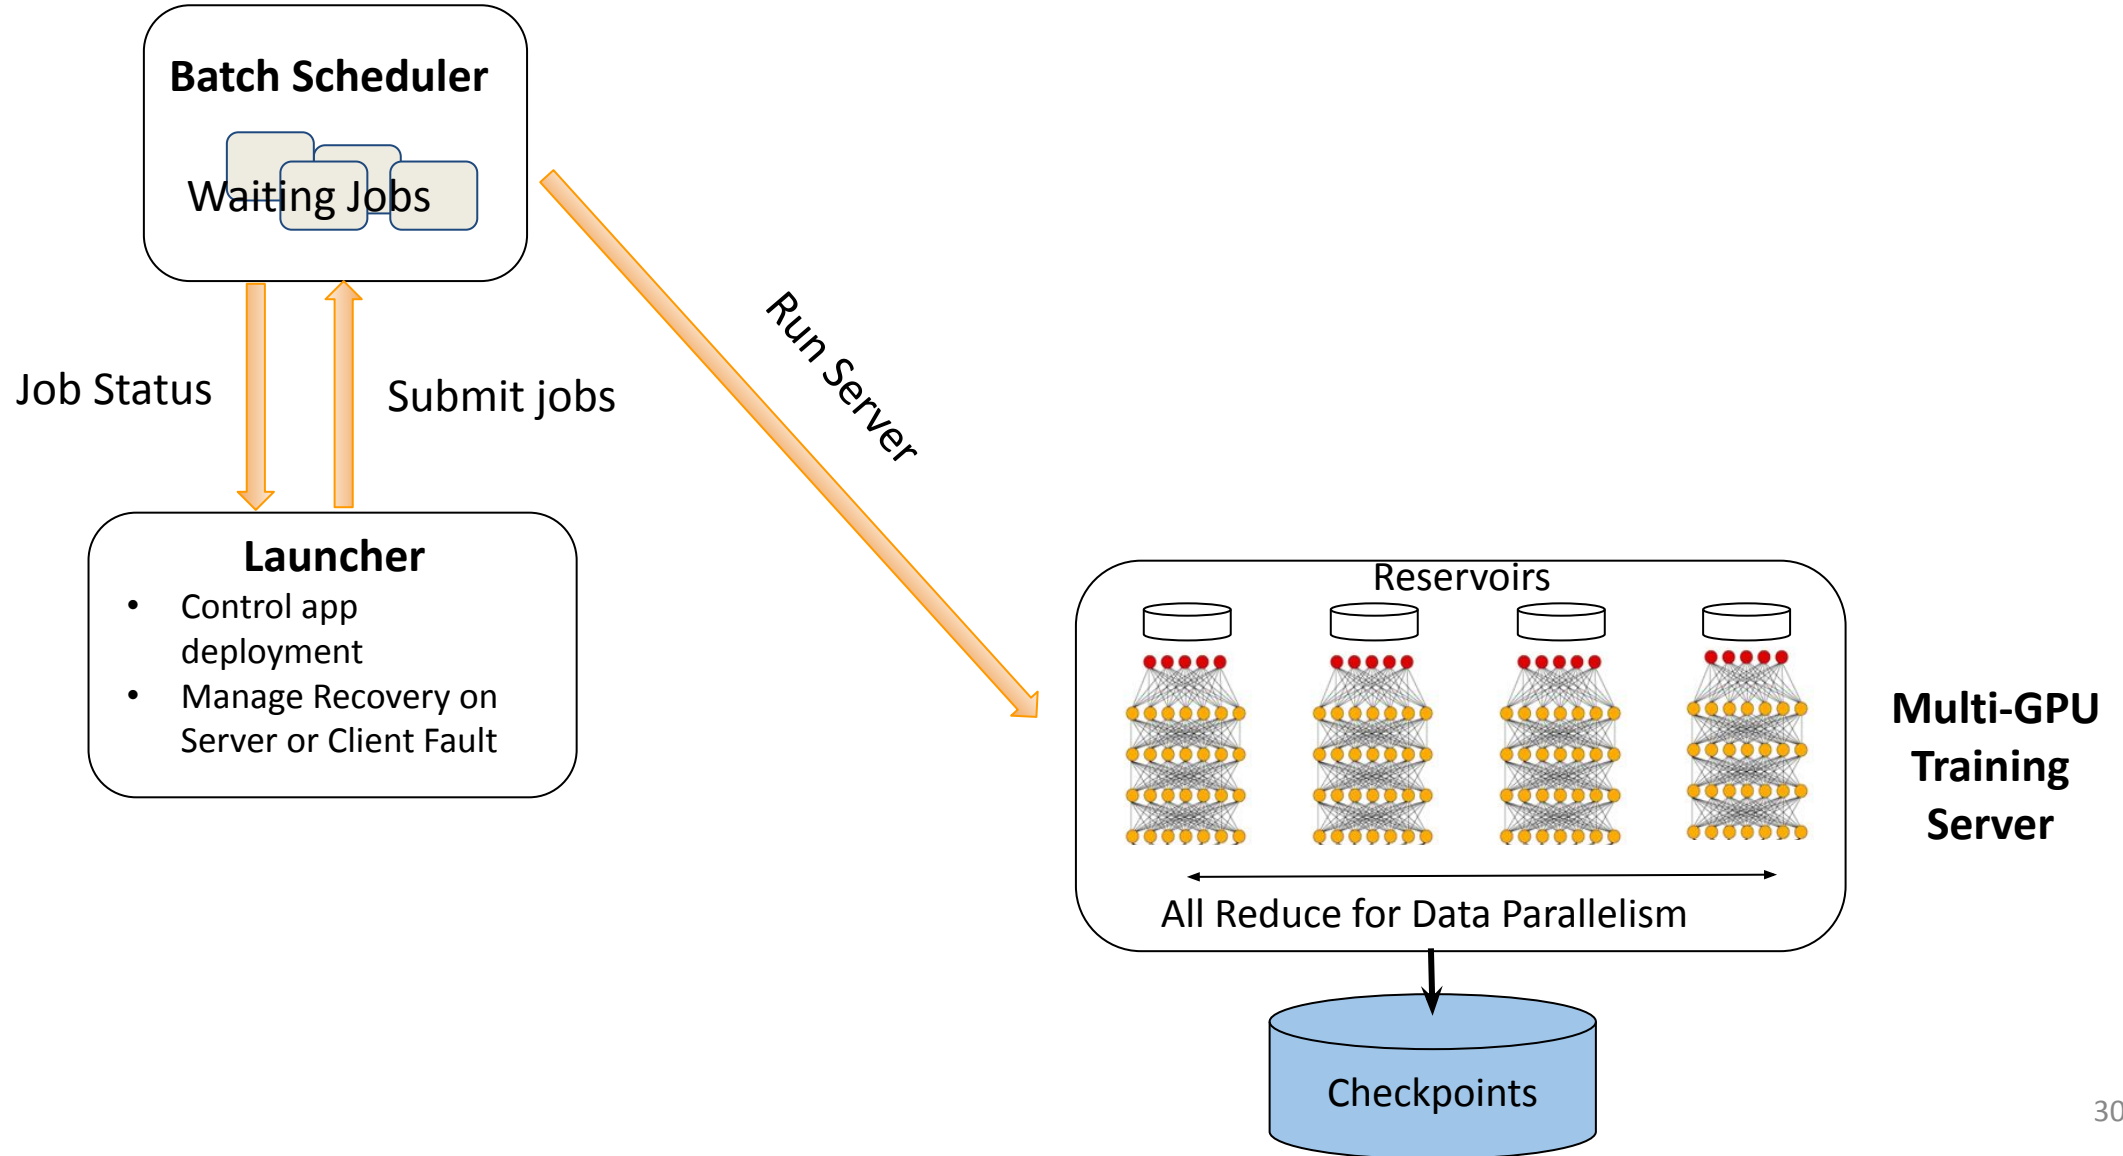 Batch Scheduler
Waiting Jobs
Job Status
Submit jobs
Run Server
Launcher
• Control app
deployment
• Manage Recovery on
Server or Client Fault
Reservoirs
All Reduce for Data Parallelism
Multi-GPU
Training
Server
Checkpoints
30